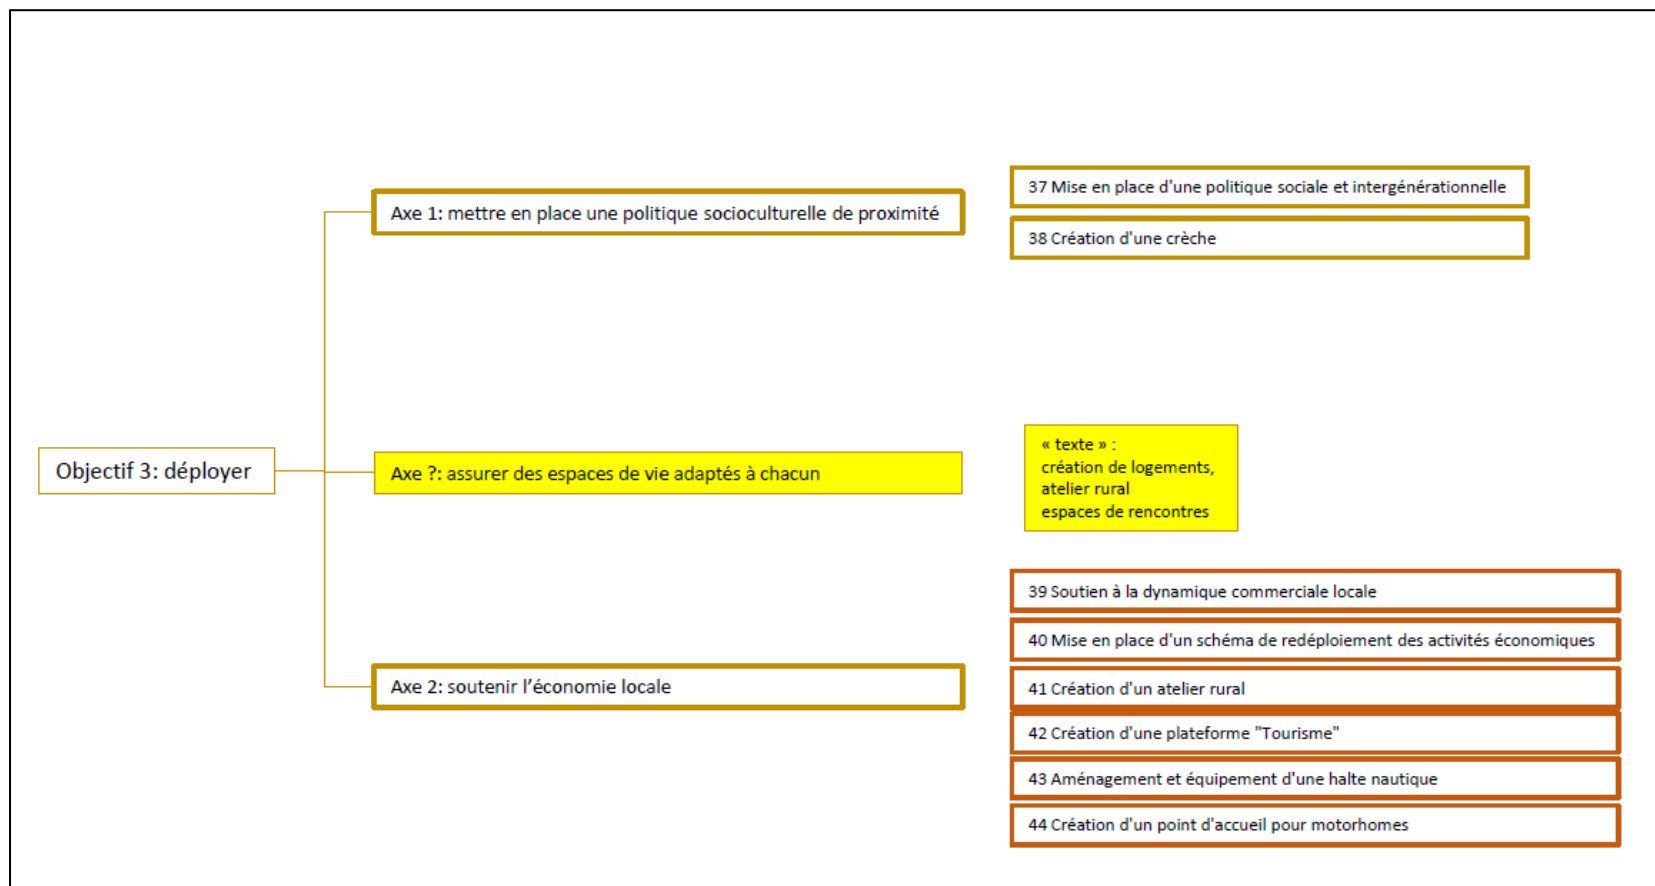 37 Mise en place d'une politique sociale et intergénérationnelle
Axe 1: mettre en place une politique socioculturelle de proximité
38 Création d'une crèche
Objectif 3: déployer
Axe ?: assurer des espaces de vie adaptés à chacun
« texte » :
création de logements,
atelier rural
espaces de rencontres
39 Soutien à la dynamique commerciale locale
40 Mise en place d'un schéma de redéploiement des activités économiques
Axe 2: soutenir l’économie locale
41 Création d'un atelier rural
42 Création d'une plateforme "Tourisme"
43 Aménagement et équipement d'une halte nautique
44 Création d'un point d'accueil pour motorhomes